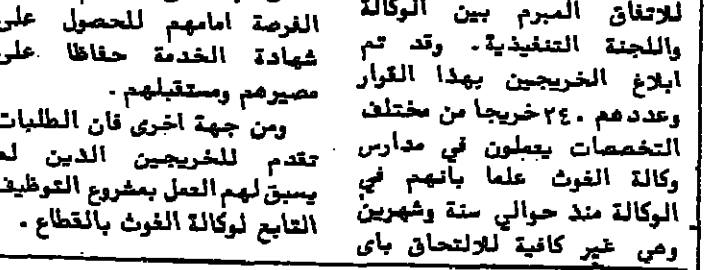 للاتفاق المبرم بين الوكالة
واللجنة التنفيذية. وقد تم
ابلاغ الخريجين بهذا القرار
وعددهم ٢٤٠ خريجا من مختلف
التخصصات يعملون في مدارس
وكالة الغوث علما بأنهم في
الوكالة منذ حوالي سنة وشهرين
وهي غير كافية للالتحاق باى
الفرصة امامهم للحصول على
شهادة الخدمة حفاظا على
مصيرهم ومستقبلهم .
ومن جهة اخرى فان الطلبات
تقدم للخريجين الذين لم
يسبق لهم العمل بمشروع التوظيف
التابع لوكالة الغوث بالقطاع .